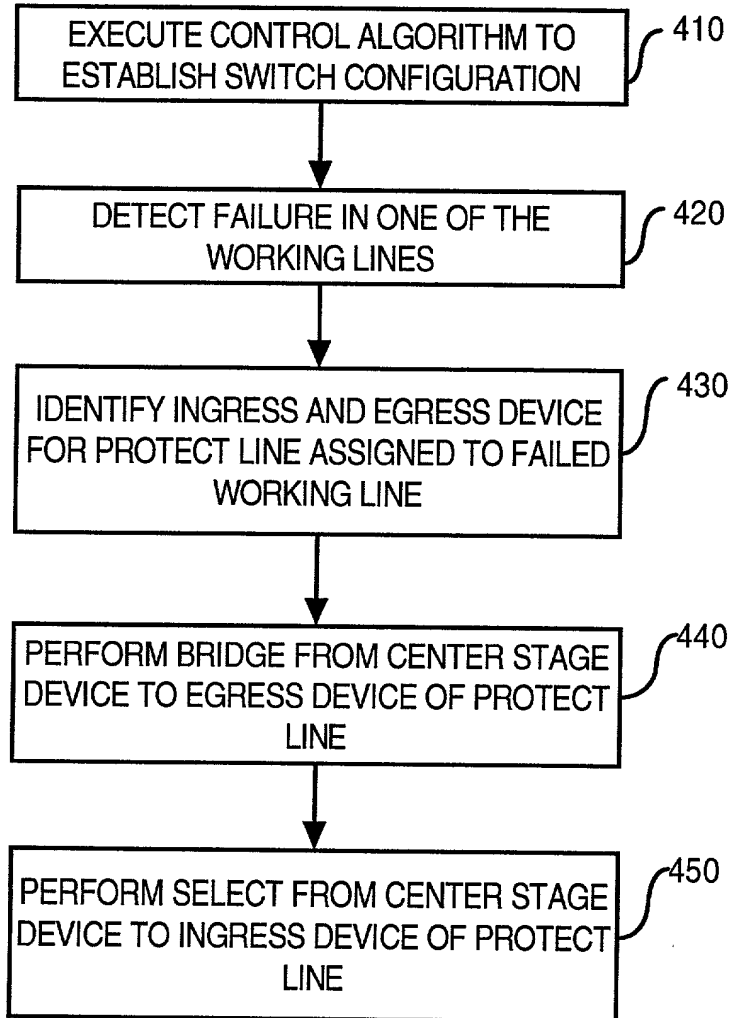 EXECUTE CONTROL ALGORITHM TO
ESTABLISH SWITCH CONFIGURATION
410
DETECT FAILURE IN ONE OF THE
WORKING LINES
420
IDENTIFY INGRESS AND EGRESS DEVICE
FOR PROTECT LINE ASSIGNED TO FAILED
WORKING LINE
430
PERFORM BRIDGE FROM CENTER STAGE
DEVICE TO EGRESS DEVICE OF PROTECT
LINE
440
PERFORM SELECT FROM CENTER STAGE
DEVICE TO INGRESS DEVICE OF PROTECT
LINE
450